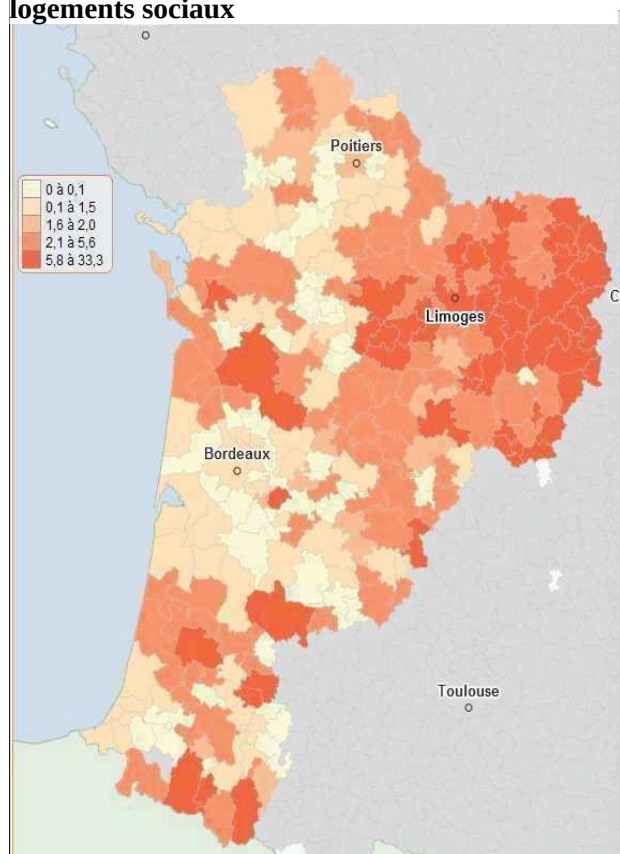 logements sociaux
Poitiers
0 à 0,1
0,1 à 1,5
1,6 à 2,0
2,1 à 5,6
5,8 à 33,3
C
Limoges
Bordeaux
Toulouse